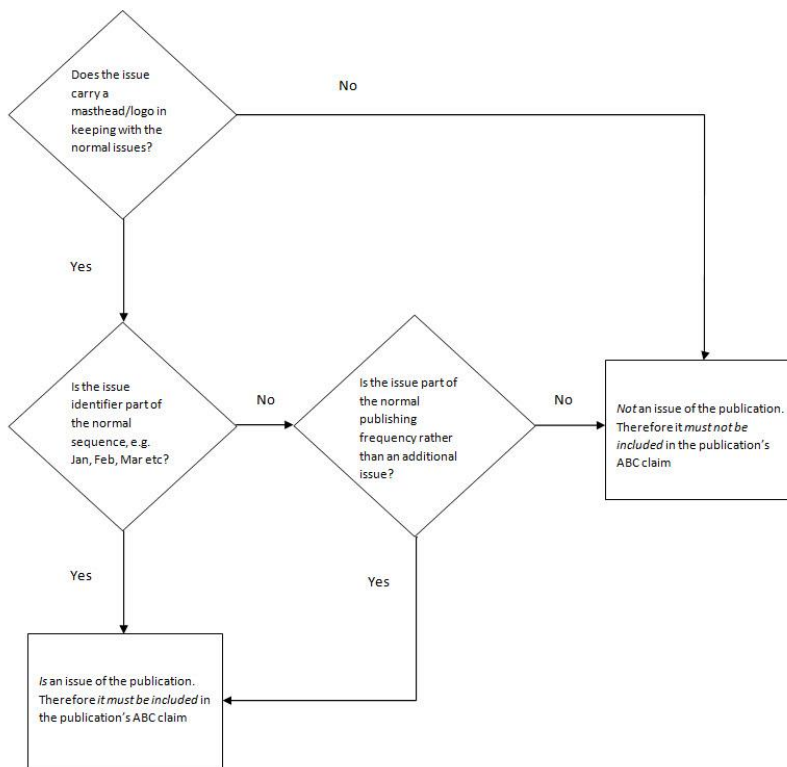 Does the issue
carry a
masthead/logo in
keeping with the
normal issues?
No
Yes
Is the issue
identifier part of
the normal
sequence, e.g.
Jan, Feb, Mar etc?
No
Is the issue part of
the normal
publishing
frequency rather
than an additional
issue?
No
Not an issue of the publication.
Therefore it must not be
included in the publication's
ABC claim
Yes
Yes
Is an issue of the publication.
Therefore it must be included in
the publication's ABC claim